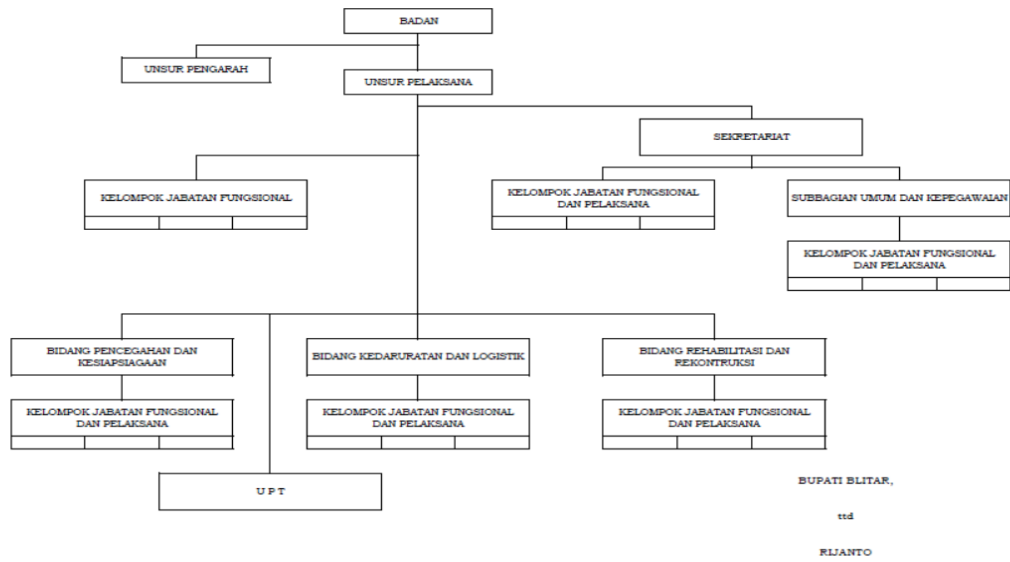 BADAN
UNSUR PENGARAH
UNSUR PELAKSANA
SEKRETARIAT
KELOMPOK JABATAN FUNGSIONAL
KELOMPOK JABATAN FUNGSIONAL
DAN PELAKSANA
SUBBAGIAN UMUM DAN KEPEGAWAIAN
KELOMPOK JABATAN FUNGSIONAL
DAN PELAKSANA
BIDANG PENCEGAHAN DAN
KESIAPSIAGAAN
BIDANG KEDARURATAN DAN LOGISTIK
BIDANG REHABILITASI DAN
REKONTRUKSI
KELOMPOK JABATAN FUNGSIONAL
DAN PELAKSANA
KELOMPOK JABATAN FUNGSIONAL
DAN PELAKSANA
KELOMPOK JABATAN FUNGSIONAL
DAN PELAKSANA
U P T
BUPATI BLITAR,
ttd
RIJANTO